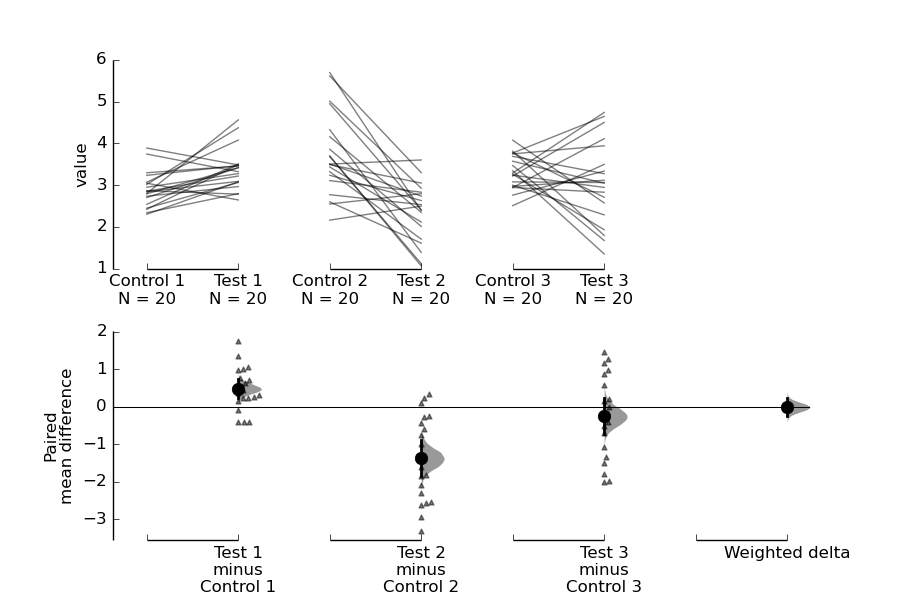 6
5
4
3
2
1
value
Control 1
N = 20
Test 1
N = 20
Control 2
N = 20
Test 2
N = 20
Control 3
N = 20
Test 3
N = 20
2
1
0
−1
−2
−3
Paired
mean difference
Test 1
minus
Control 1
Test 2
minus
Control 2
Test 3
minus
Control 3
Weighted delta